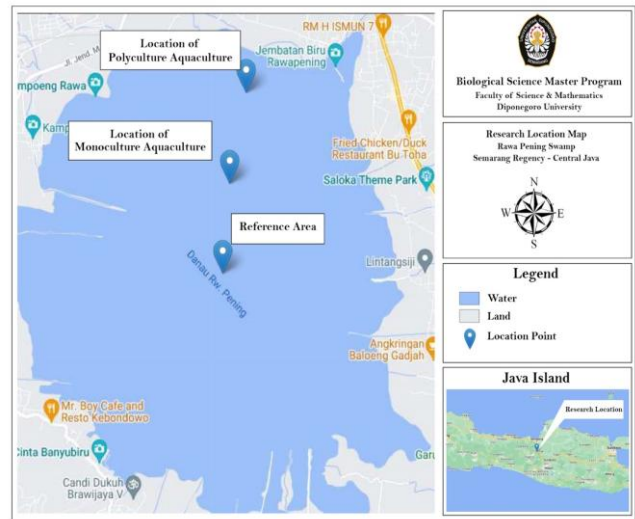 RM H ISMUN 7
Location of
Polyculture Aquaculture
Jl. Jend. M
Jembatan Biru
Rawapening
mpoeng Rawa
Kamp
Location of
Monoculture Aquaculture
Fried Chicken/Duck
Restaurant Bu Toha
Saloka Theme Park
Reference Area
Danau Rw. Pening
Lintangsiji
Angkringan
Baloeng Gadjah
Mr. Boy Cafe and
Resto Kebondowo
Cinta Banyubiru
Candi Dukuh
Brawijaya V
Garu
Biological Science Master Program
Faculty of Science & Mathematics
Diponegoro University
Research Location Map
Rawa Pening Swamp
Semarang Regency - Central Java
N
W
E
S
Legend
Water
Land
Location Point
Java Island
Research Location